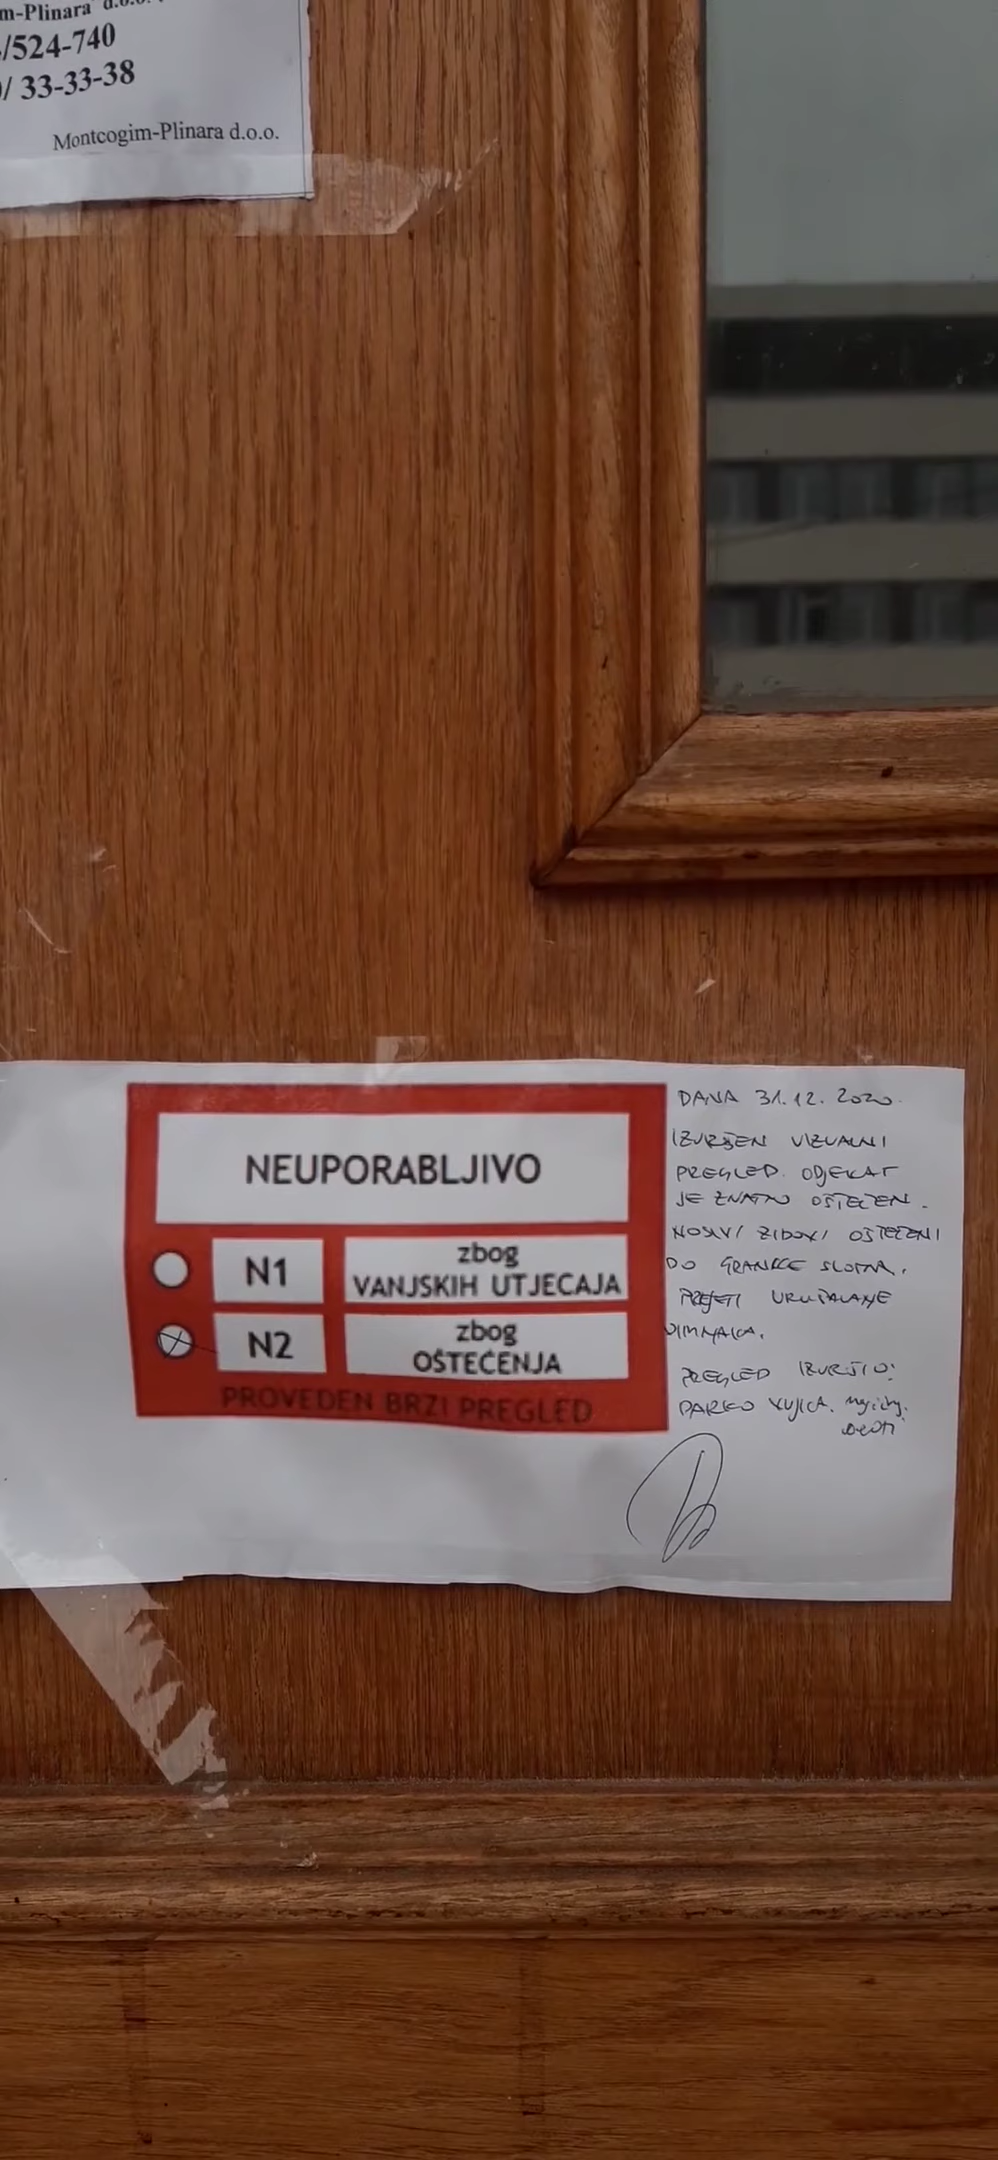 m-Plinara d.o.o.
/524-740
/ 33-33-38
Montcogim-Plinara d.o.o.
NEUPORABLJIVO
N1
zbog
VANJSKIH UTJECAJA
N2
zbog
OŠTEĆENJA
PROVEDEN BRZI PREGLED
DANA 31.12.2020.
IZVRŠEN VIZUALNI
PREGLED. OBJEKAT
JE ZNATNO OŠTEĆEN.
NOSIVI ZIDOVI OŠTEĆENI
DO GRANICE SLOMA.
PRIJETI URUŠAVANJE
DIMNJAKA.
PREGLED IZVRŠIO:
DARKO VUJICA.